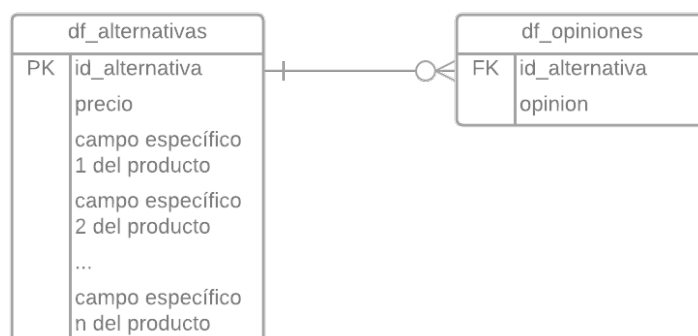 df_alternativas
PK id_alternativa
precio
campo específico
1 del producto
campo específico
2 del producto
...
campo específico
n del producto
df_opiniones
FK id_alternativa
opinion